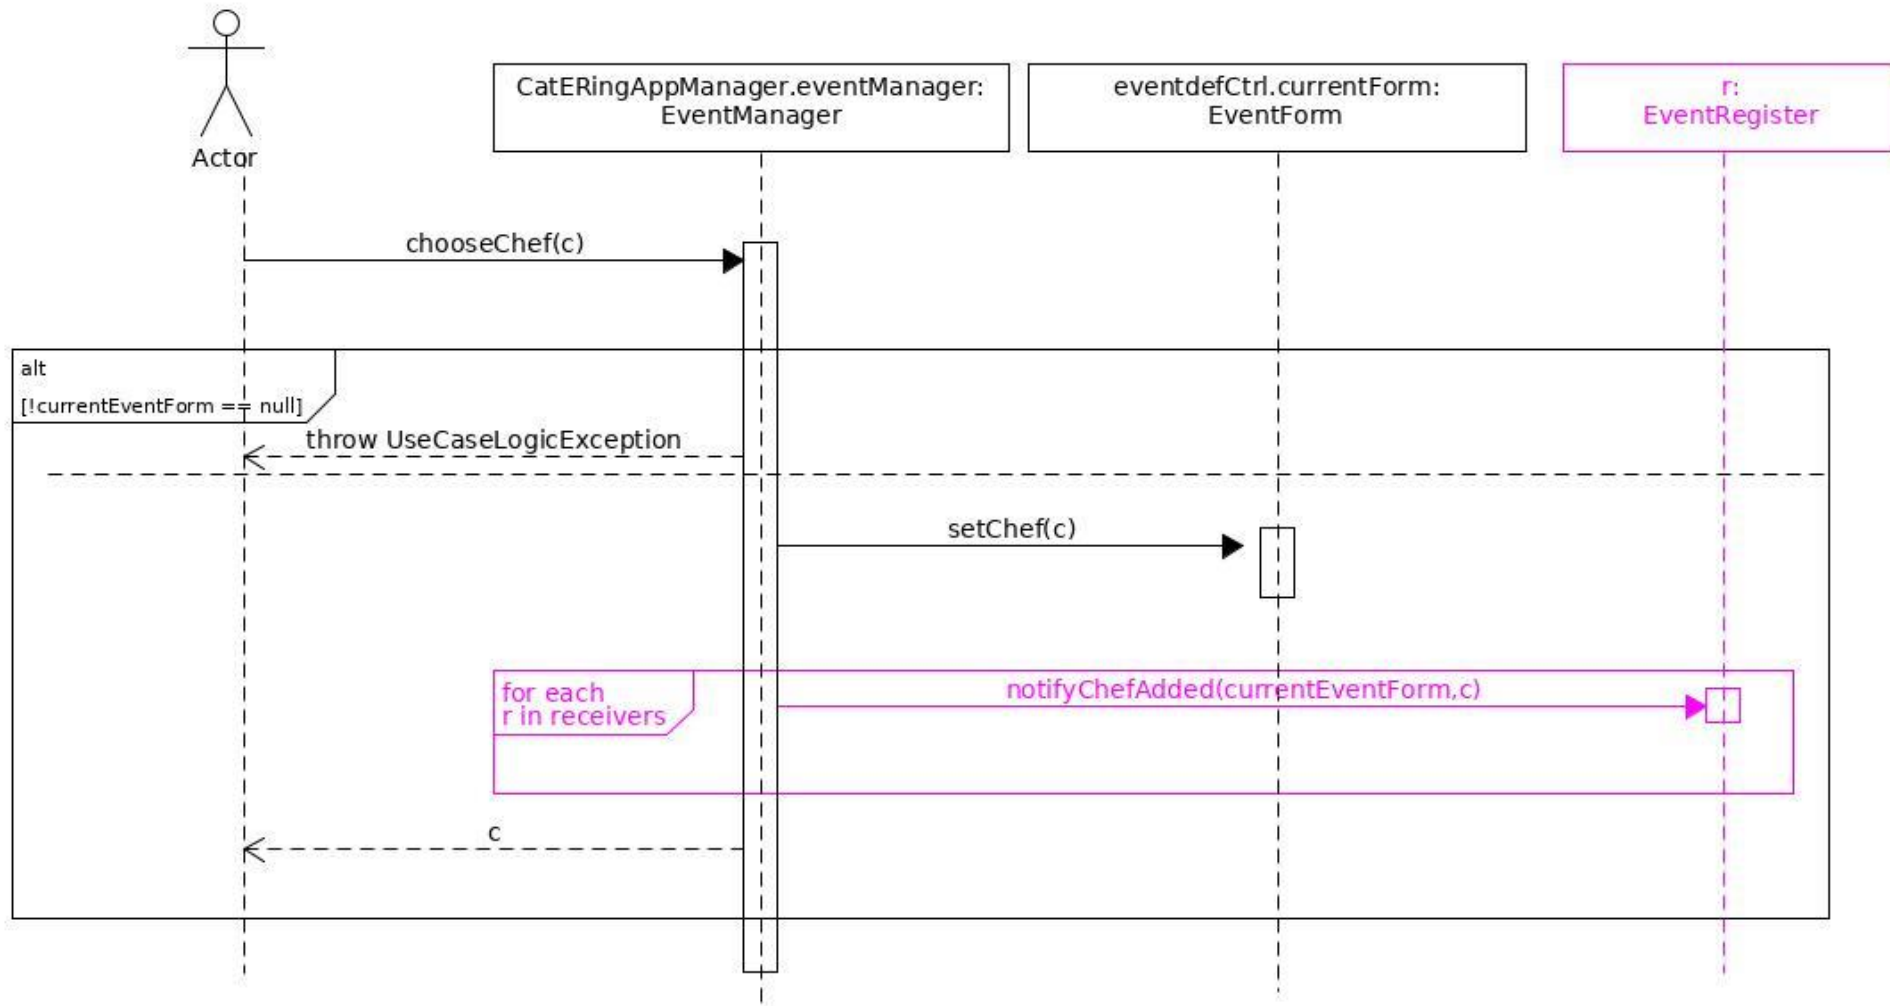 Actor
CatERingAppManager.eventManager:
EventManager
eventdefCtrl.currentForm:
EventForm
r:
EventRegister
chooseChef(c)
alt
[!currentEventForm == null]
throw UseCaseLogicException
setChef(c)
for each
r in receivers
notifyChefAdded(currentEventForm,c)
c